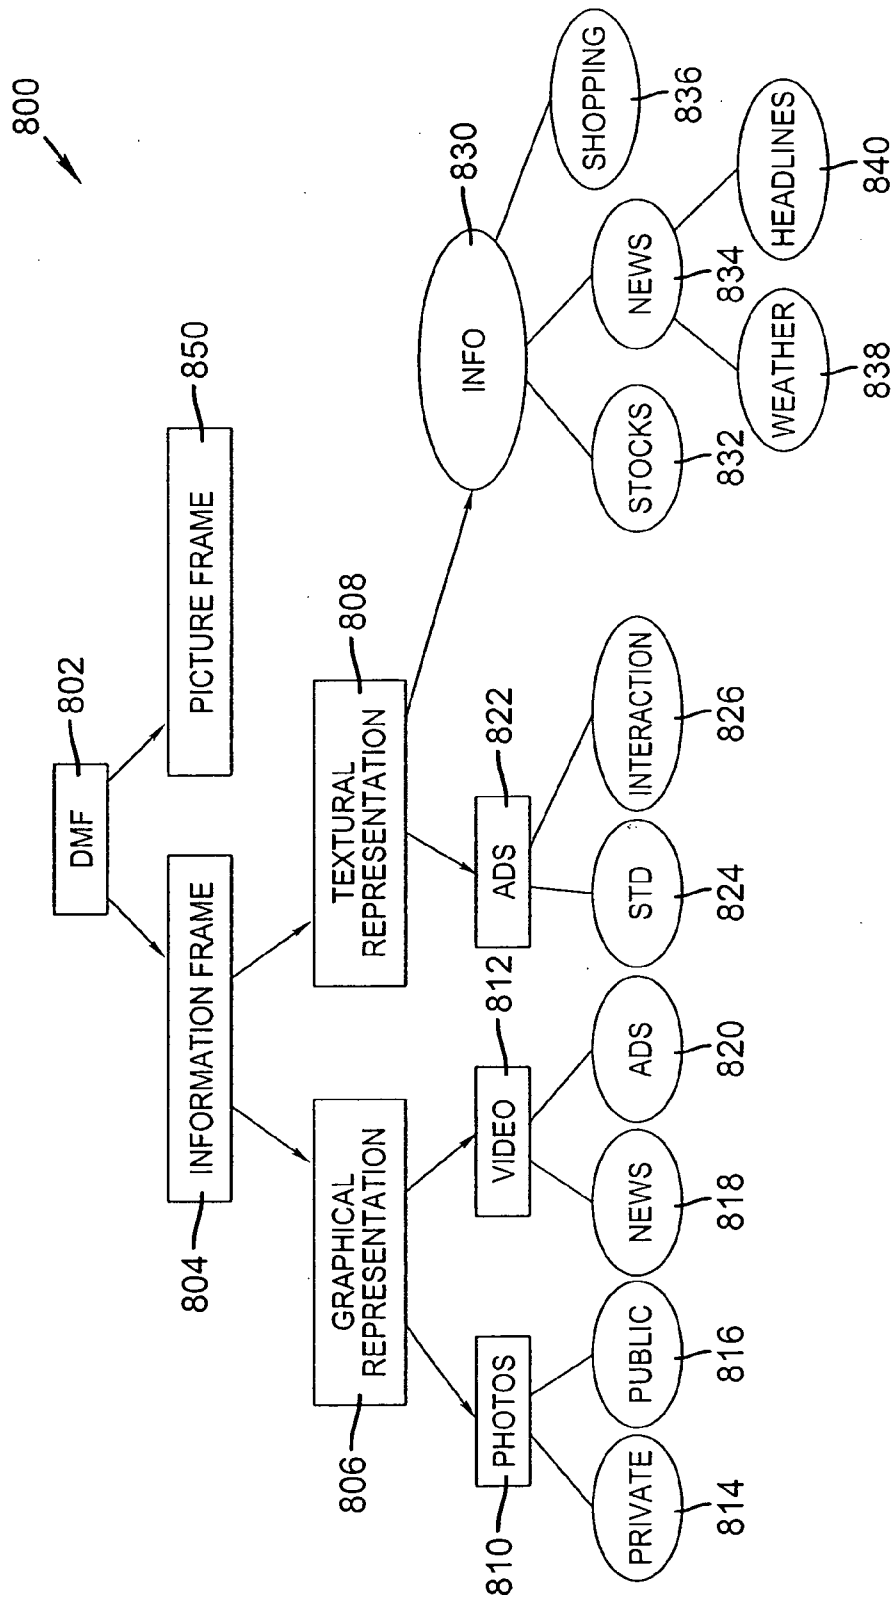 800
DMF
802
INFORMATION FRAME
804
PICTURE FRAME
850
GRAPHICAL
REPRESENTATION
806
TEXTURAL
REPRESENTATION
808
PHOTOS
810
VIDEO
812
ADS
822
INFO
830
PRIVATE
814
PUBLIC
816
NEWS
818
ADS
820
STD
824
INTERACTION
826
STOCKS
832
NEWS
834
SHOPPING
836
WEATHER
838
HEADLINES
840